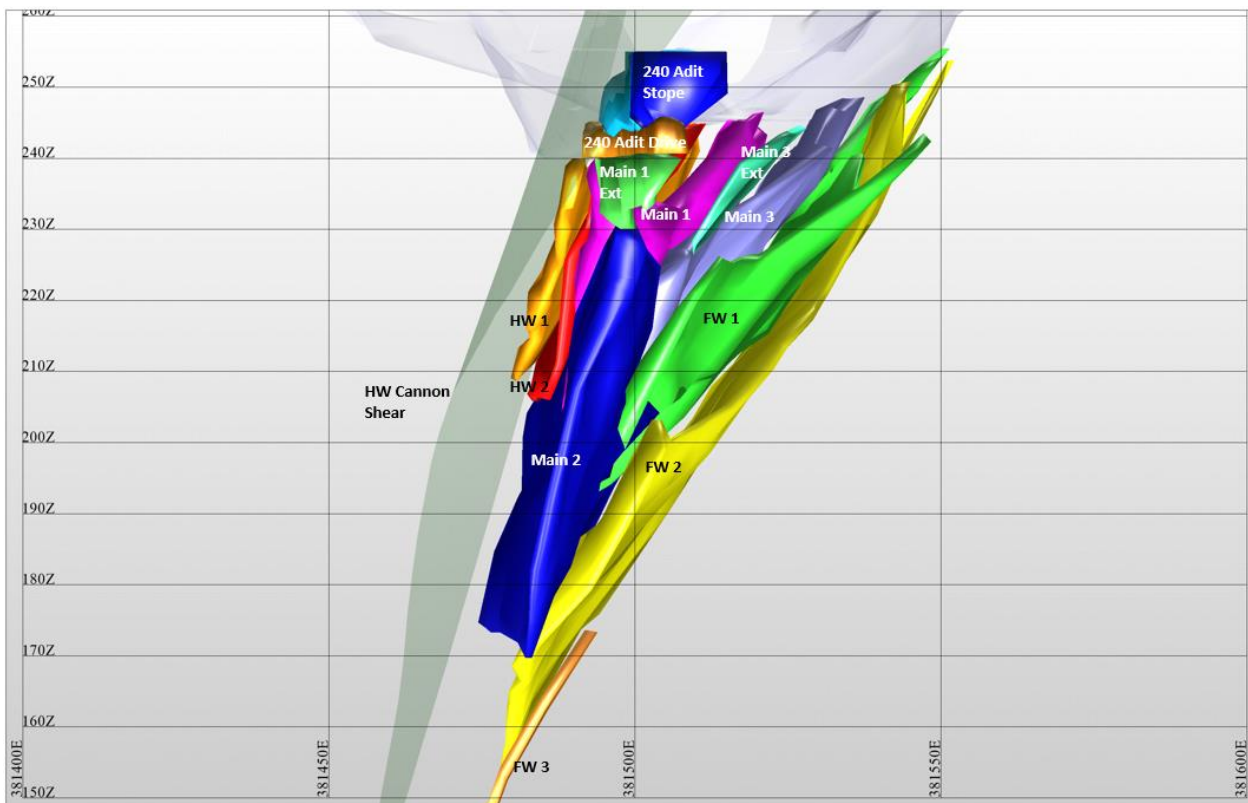 260Z
250Z
240 Adit
Stope
240Z
240 Adit Drive
Main 1
Ext
Main 3
Ext
230Z
Main 1
Main 3
220Z
HW 1
FW 1
210Z
HW 2
HW Cannon
Shear
200Z
Main 2
FW 2
190Z
180Z
170Z
160Z
FW 3
150Z
381400E
381450E
381500E
381550E
381600E